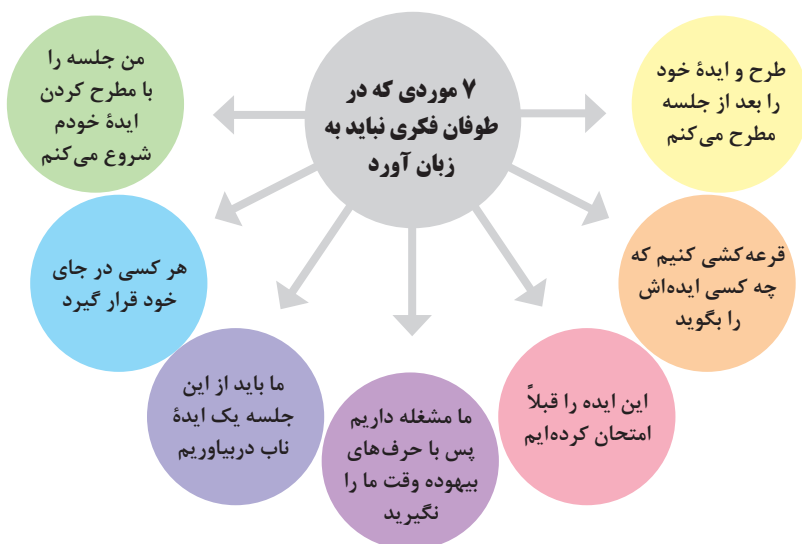 ۷ موردی که در
طوفان فکری نباید به
زبان آورد
طرح و ایدۀ خود
را بعد از جلسه
مطرح می‌کنم
قرعه‌کشی کنیم که
چه کسی ایده‌اش
را بگوید
این ایده را قبلاً
امتحان کرده‌ایم
ما مشغله داریم
پس با حرف‌های
بیهوده وقت ما را
نگیرید
ما باید از این
جلسه یک ایدۀ
ناب دربیاوریم
هر کسی در جای
خود قرار گیرد
من جلسه را
با مطرح کردن
ایدۀ خودم
شروع می‌کنم